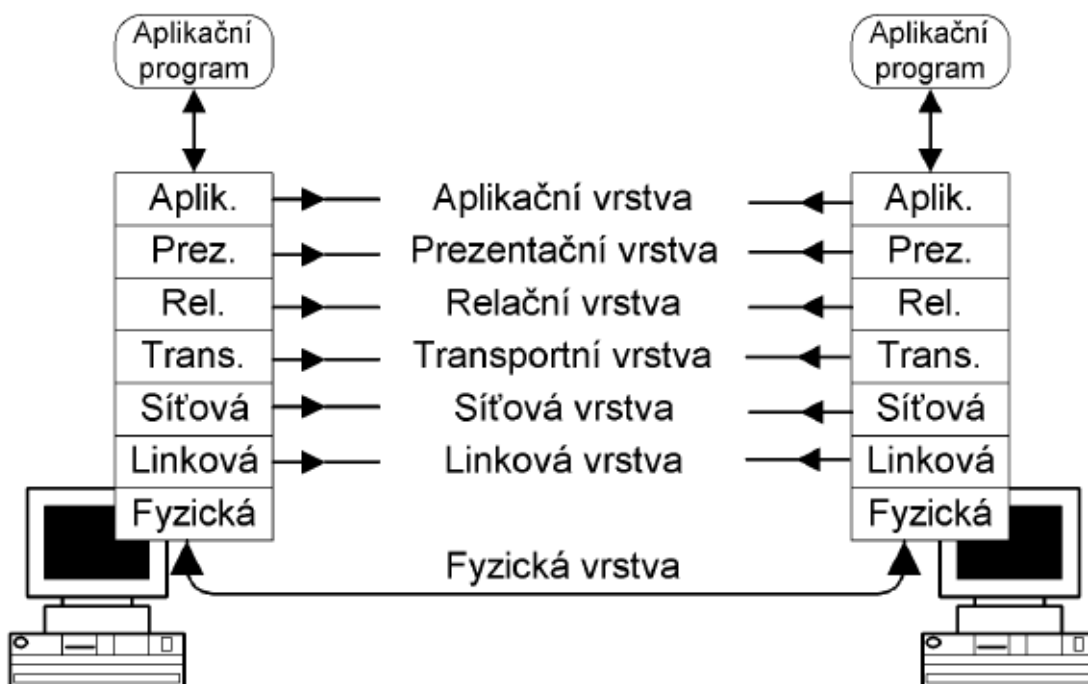 Aplikační
program
Aplikační
program
Aplik. Aplikační vrstva Aplik.
Prez. Prezentační vrstva Prez.
Rel. Relační vrstva Rel.
Trans. Transportní vrstva Trans.
Síťová Síťová vrstva Síťová
Linková Linková vrstva Linková
Fyzická Fyzická
Fyzická vrstva